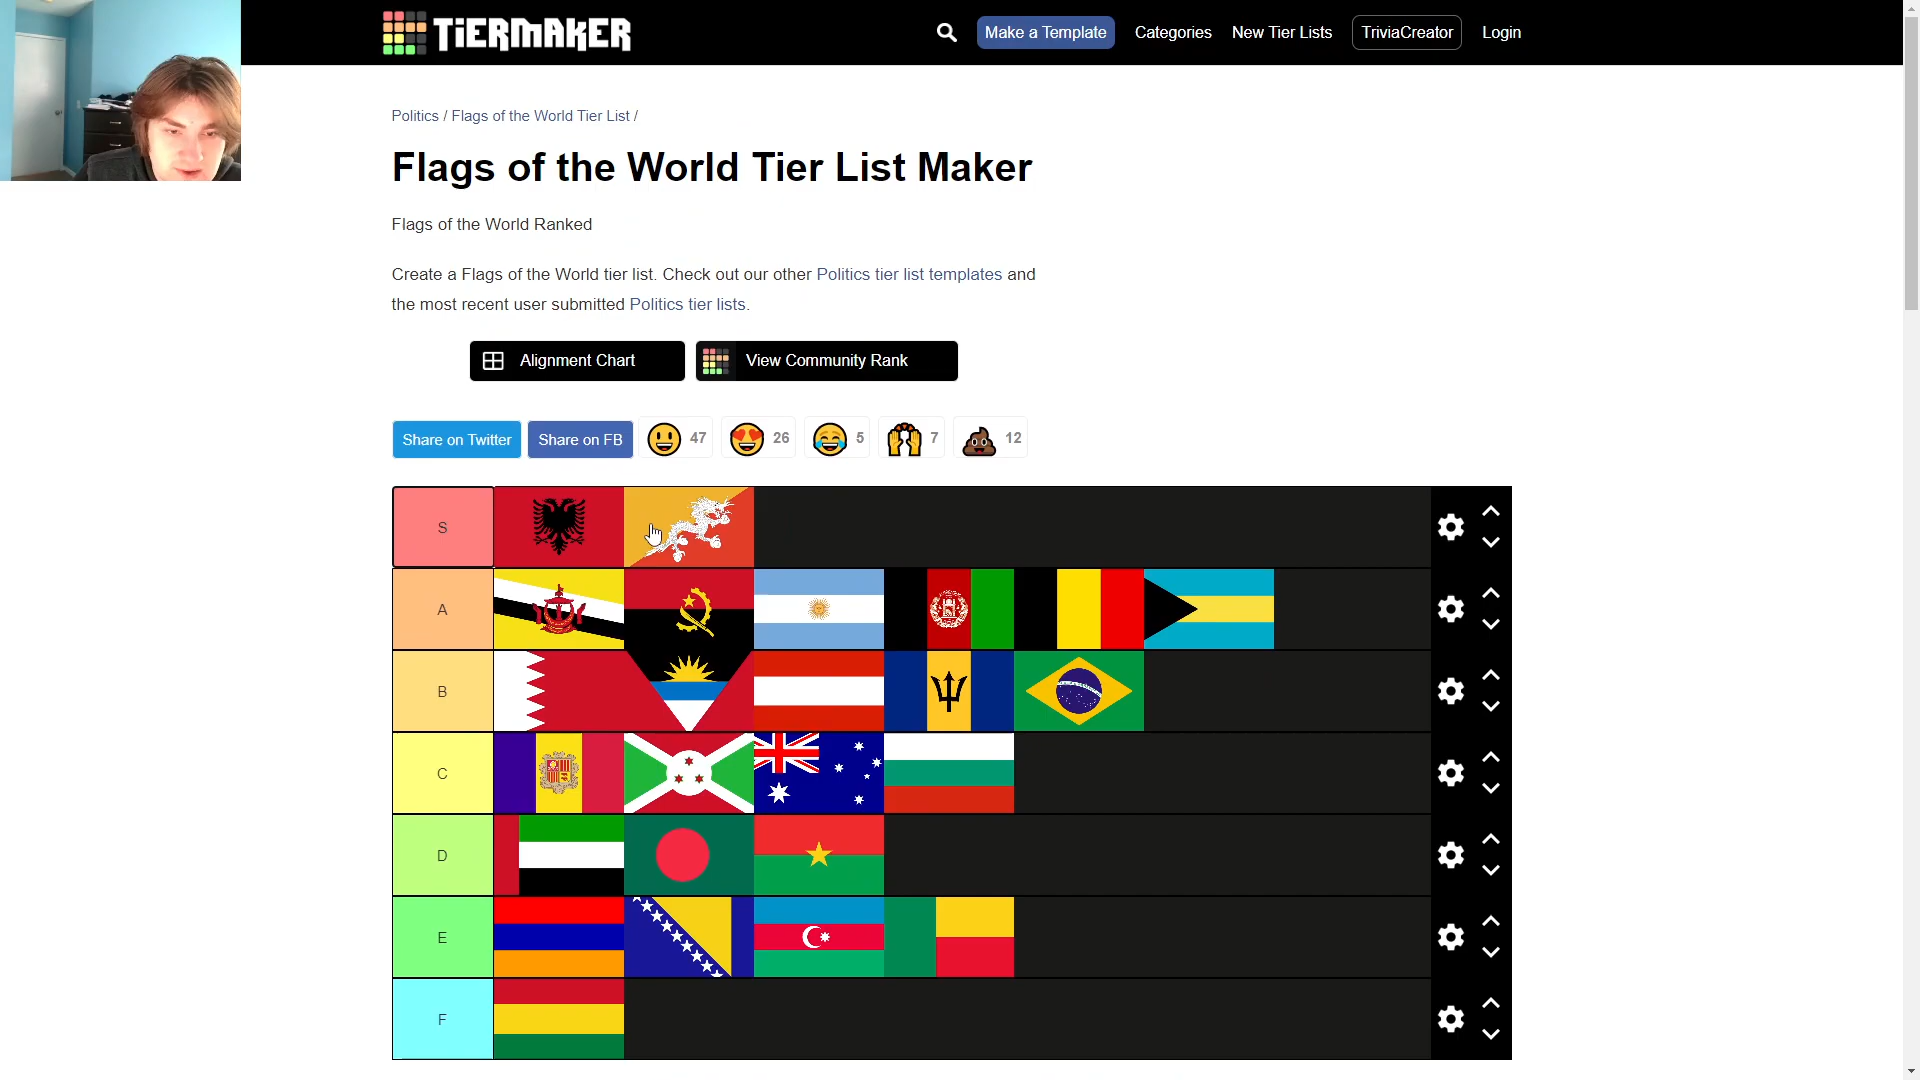 TiERMAKER
Make a Template
Categories
New Tier Lists
TriviaCreator
Login
Politics / Flags of the World Tier List /
Flags of the World Tier List Maker
Flags of the World Ranked
Create a Flags of the World tier list. Check out our other Politics tier list templates and
the most recent user submitted Politics tier lists.
Alignment Chart
View Community Rank
Share on Twitter
Share on FB
47
26
5
7
12
S
A
B
C
D
E
F